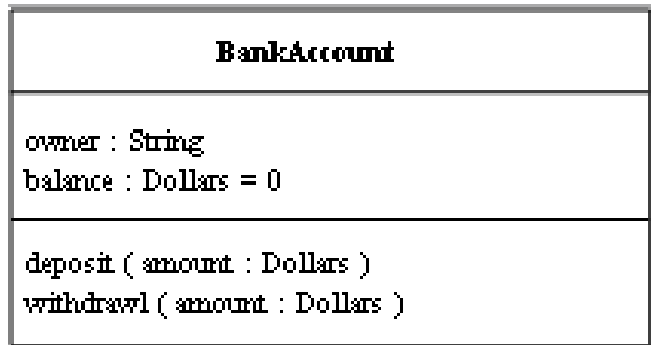 BankAccount
owner : String
balance : Dollars = 0
deposit ( amount : Dollars )
withdrawl ( amount : Dollars )